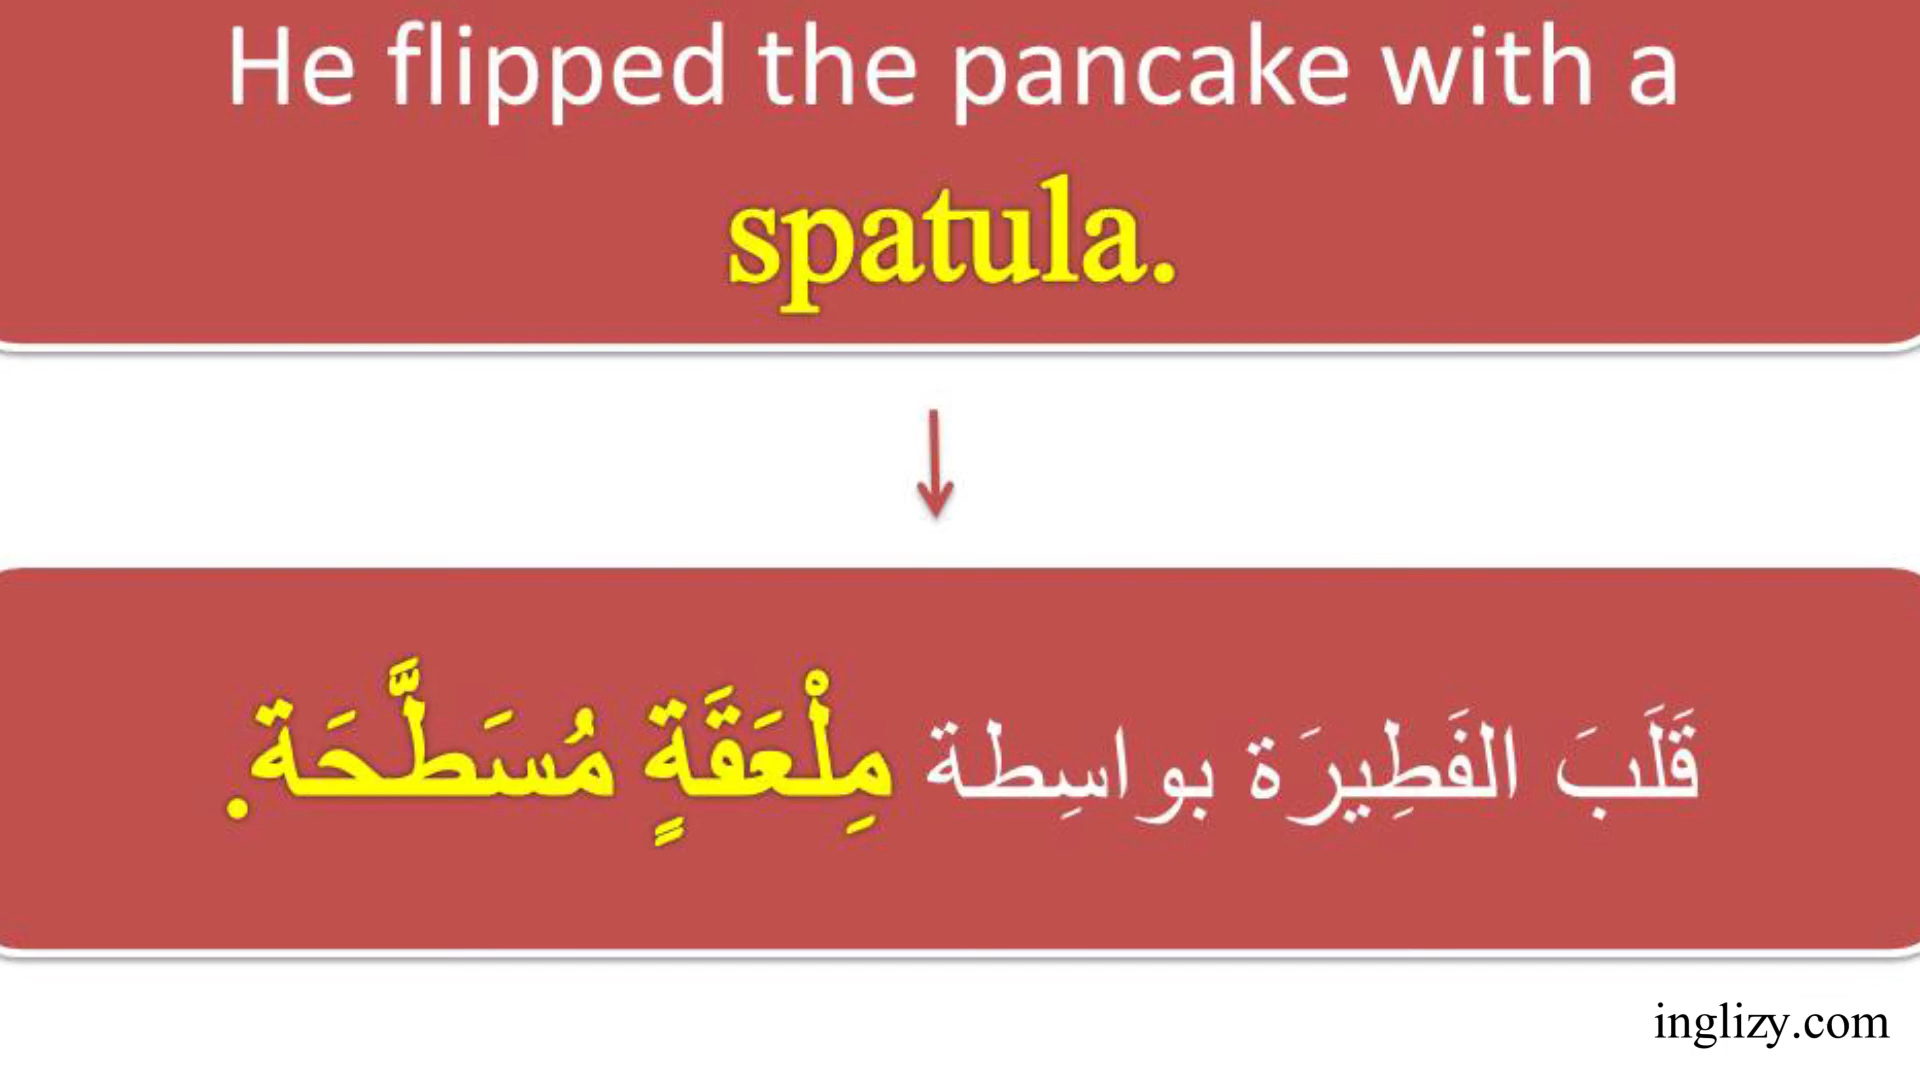 He flipped the pancake with a
spatula.
قَلَبَ الفَطِيرَة بواسِطة مِلْعَقَةٍ مُسَطَّحَة.
inglizy.com